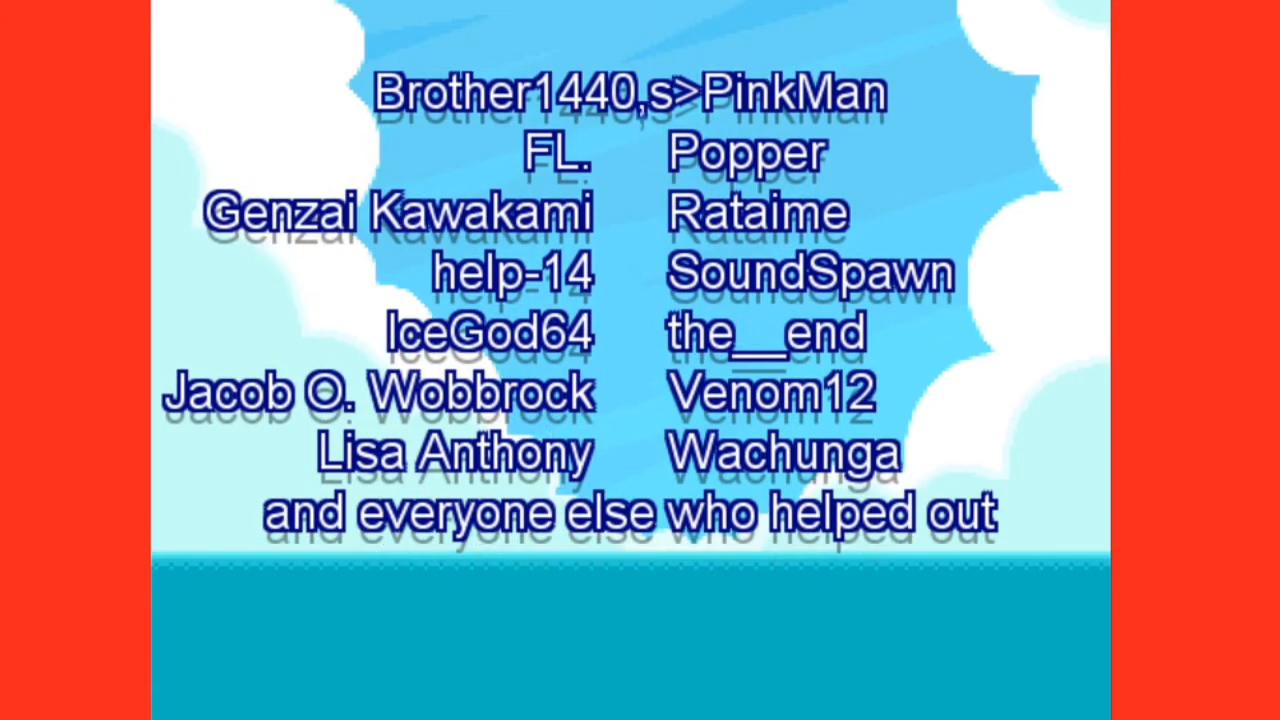 Brother1440,s>PinkMan
FL. Popper
Genzai Kawakami Rataime
help-14 SoundSpawn
IceGod64 the__end
Jacob O. Wobbrock Venom12
Lisa Anthony Wachunga
and everyone else who helped out